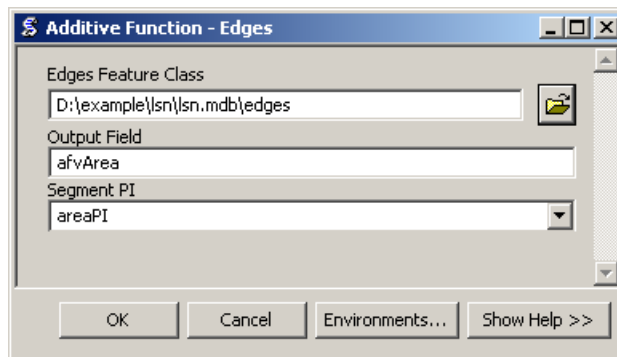 Additive Function - Edges
Edges Feature Class
D:\example\lsn\lsn.mdb\edges
Output Field
afvArea
Segment PI
areaPI
OK Cancel Environments... Show Help >>